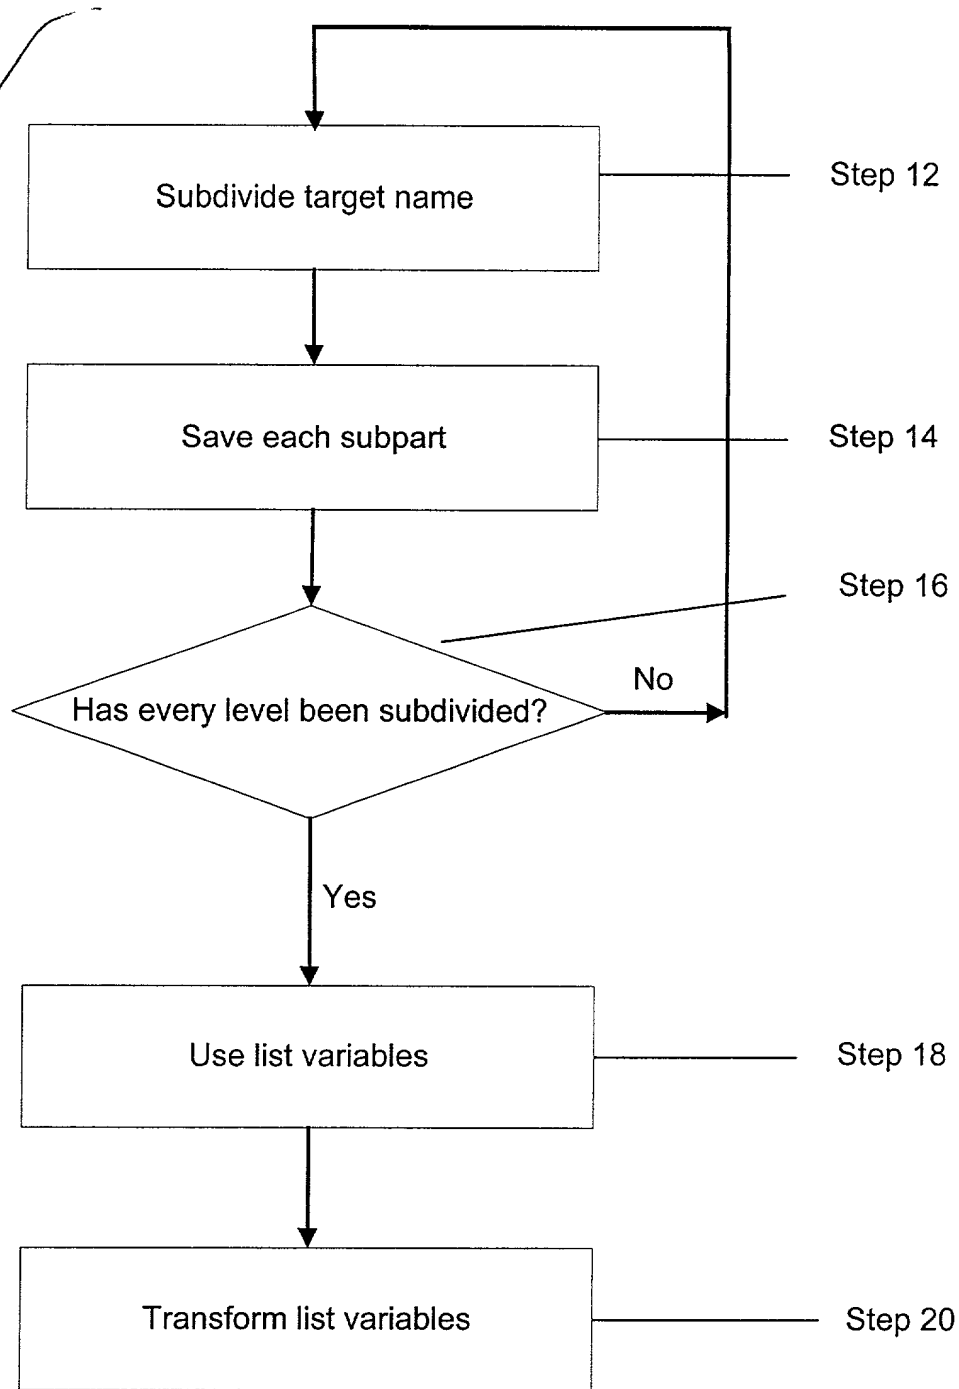 Subdivide target name
Step 12
Save each subpart
Step 14
Step 16
Has every level been subdivided?
No
Yes
Use list variables
Step 18
Transform list variables
Step 20